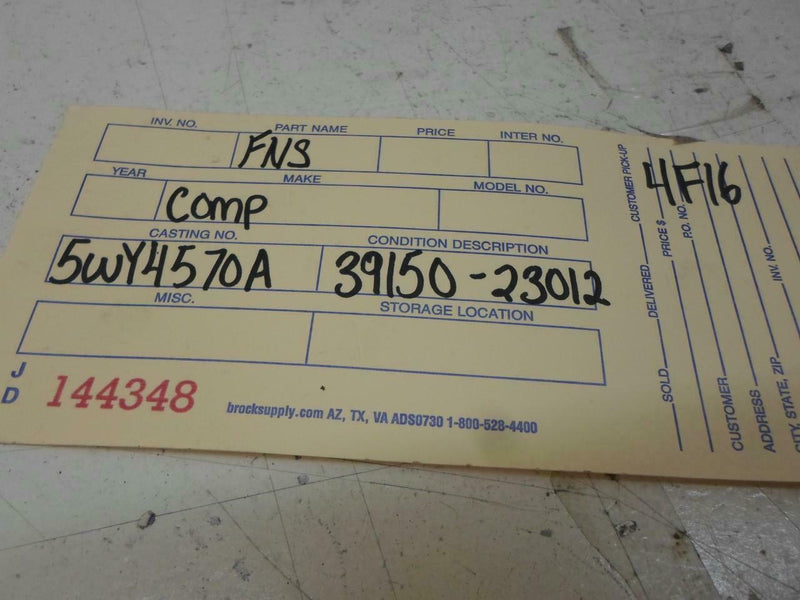 INV. NO. PART NAME PRICE INTER NO.
FNS
YEAR MAKE MODEL NO.
Comp
CASTING NO. CONDITION DESCRIPTION
5WY4570A 39150-23012
MISC. STORAGE LOCATION
J
D
144348
brocksupply.com AZ, TX, VA ADS0730 1-800-528-4400
4F16
SOLD DELIVERED CUSTOMER PICK-UP
PRICE $
P.O. NO.
CUSTOMER
ADDRESS INV. NO.
CITY, STATE, ZIP